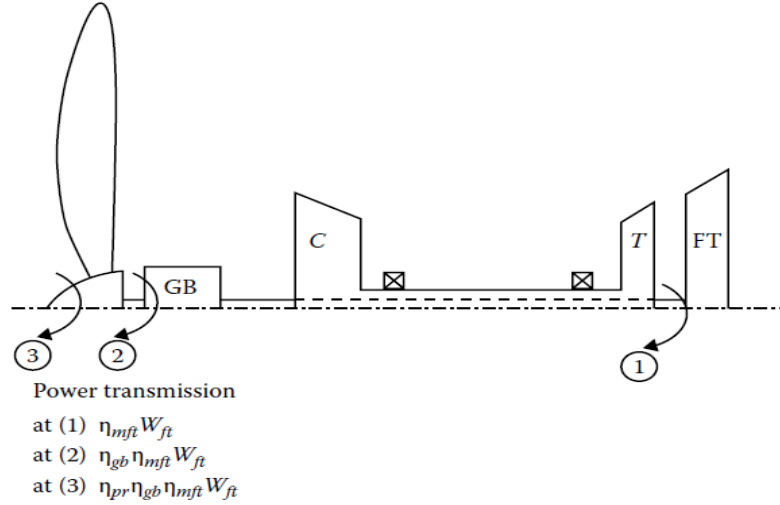 C
T
FT
GB
3
2
1
Power transmission
at (1) η_mft W_ft
at (2) η_gb η_mft W_ft
at (3) η_pr η_gb η_mft W_ft